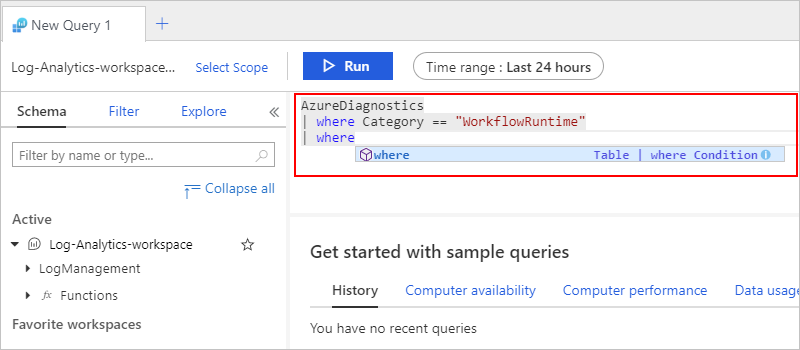 New Query 1
+
Log-Analytics-workspace...
Select Scope
Run
Time range : Last 24 hours
Schema
Filter
Explore
«
Filter by name or type...
Collapse all
Active
Log-Analytics-workspace
LogManagement
fx Functions
Favorite workspaces
AzureDiagnostics
| where Category == "WorkflowRuntime"
| where
where Table | where Condition
Get started with sample queries
History
Computer availability
Computer performance
Data usage
You have no recent queries